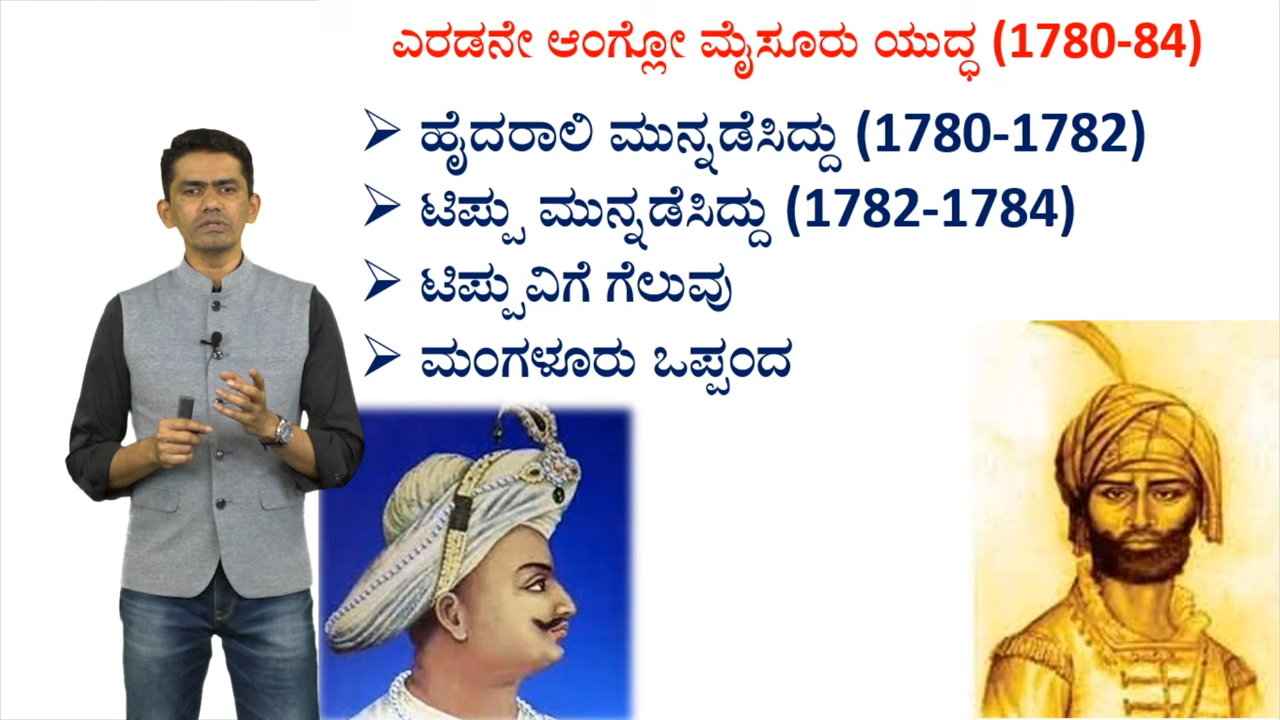 ಎರಡನೇ ಆಂಗ್ಲೋ ಮೈಸೂರು ಯುದ್ಧ (1780-84)
➢ ಹೈದರಾಲಿ ಮುನ್ನಡೆಸಿದ್ದು (1780-1782)
➢ ಟಿಪ್ಪು ಮುನ್ನಡೆಸಿದ್ದು (1782-1784)
➢ ಟಿಪ್ಪುವಿಗೆ ಗೆಲುವು
➢ ಮಂಗಳೂರು ಒಪ್ಪಂದ